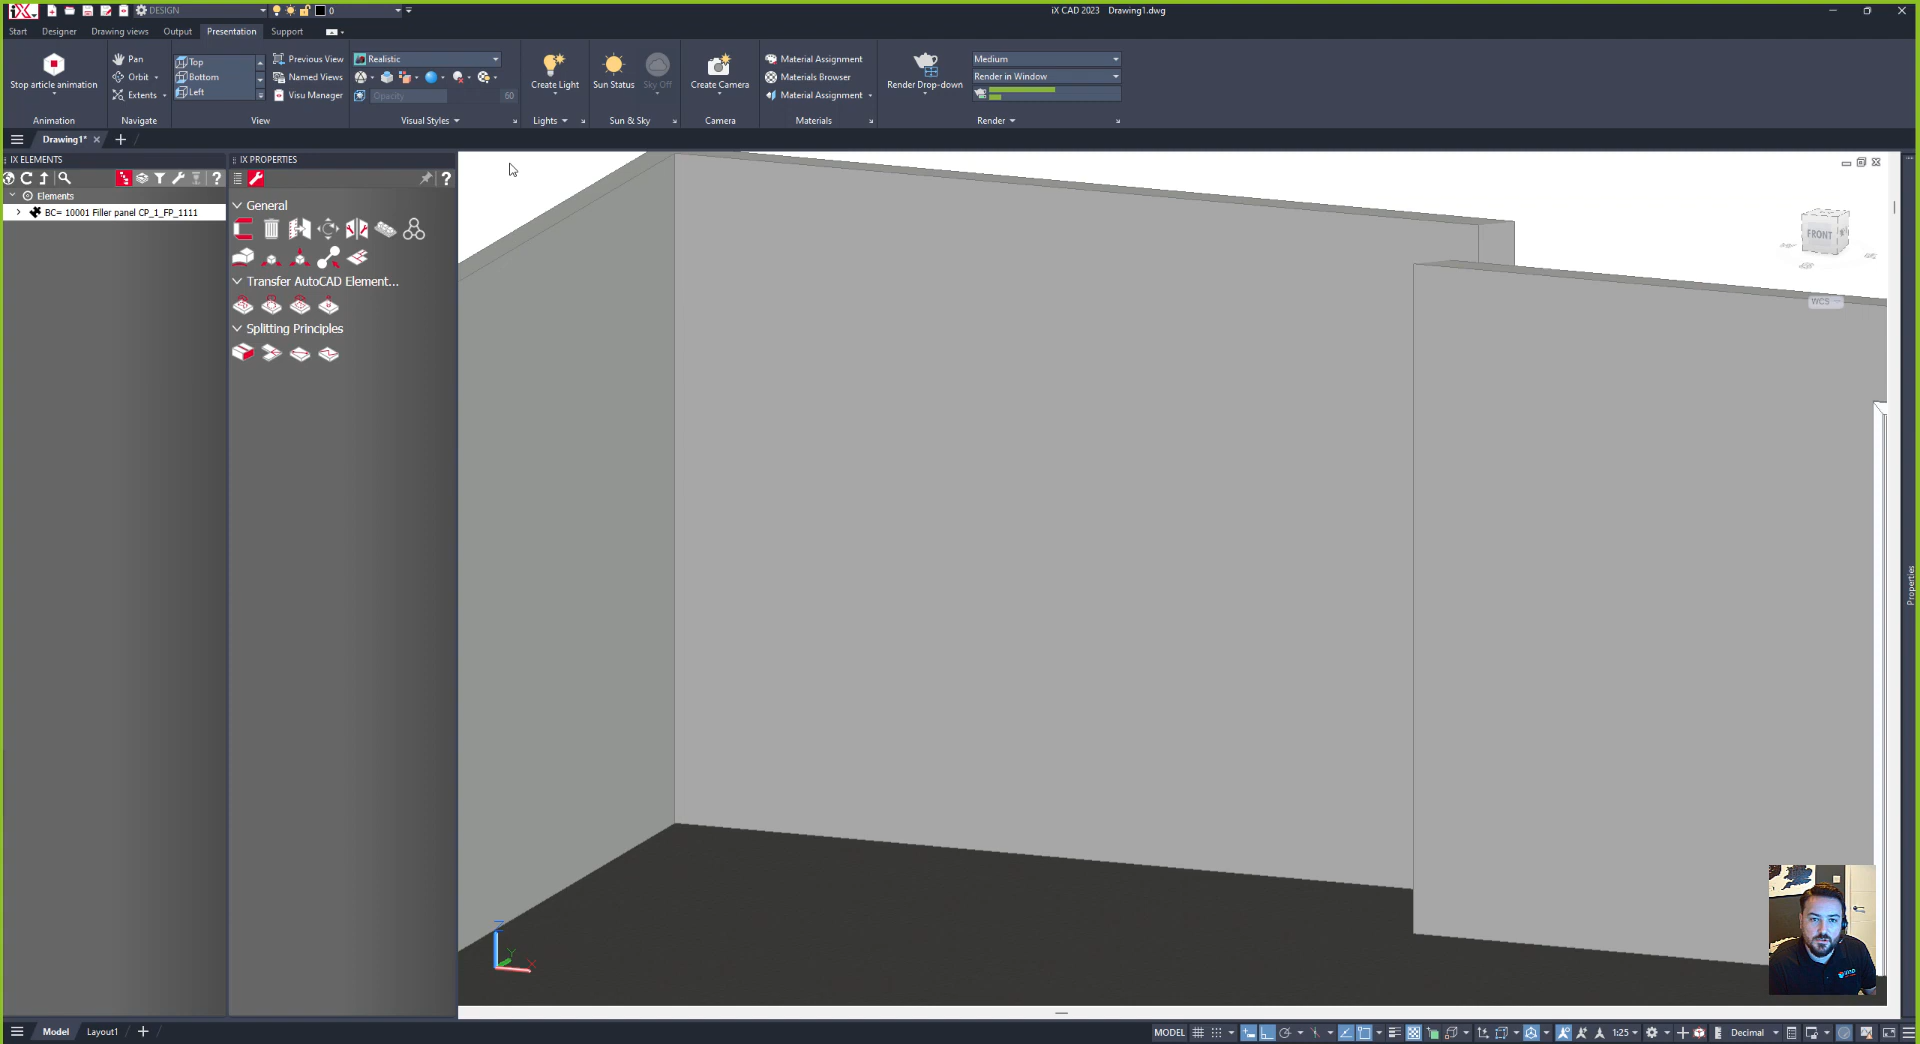 iX
DESIGN
0
iX CAD 2023 Drawing1.dwg
Start Designer Drawing views Output Presentation Support
Stop article animation
Animation
Pan
Orbit
Extents
Navigate
Top
Bottom
Left
Previous View
Named Views
Visu Manager
View
Realistic
Opacity 50
Visual Styles
Create Light
Lights
Sun Status
Sky Off
Sun & Sky
Create Camera
Camera
Material Assignment
Materials Browser
Material Assignment
Materials
Render Drop-down
Medium
Render in Window
Render
Drawing1*
IX ELEMENTS
Elements
BC= 10001 Filler panel CP_1_FP_1111
IX PROPERTIES
General
Transfer AutoCAD Element...
Splitting Principles
FRONT
WCS
Properties
Z
Y
X
Model Layout1
MODEL
1:25
Decimal